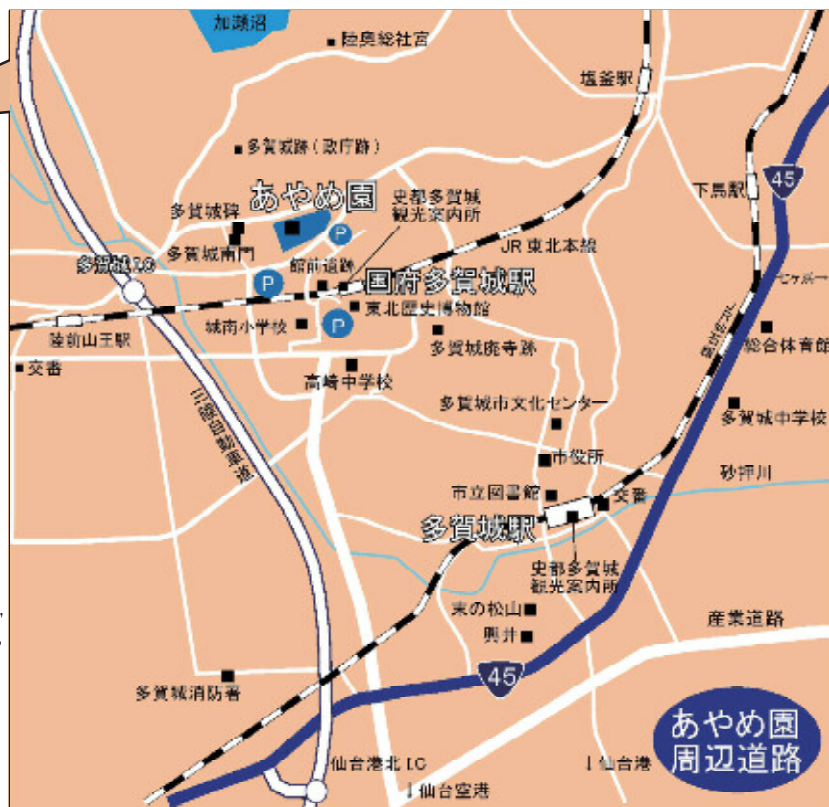 加瀬沼
陸奥総社宮
塩釜駅
多賀城跡(政庁跡)
45
下馬駅
あやめ園
史都多賀城
観光案内所
多賀城碑
多賀城南門
P
JR東北本線
多賀城I.C
館前遺跡
P
国府多賀城駅
東北歴史博物館
城南小学校
P
陸前山王駅
多賀城廃寺跡
総合体育館
交番
高崎中学校
多賀城市文化センター
多賀城中学校
三陸自動車道
市役所
砂押川
市立図書館
交番
多賀城駅
史都多賀城
観光案内所
末の松山
産業道路
興井
45
多賀城消防署
あやめ園
周辺道路
仙台港北I.C
↓仙台港
↓仙台空港